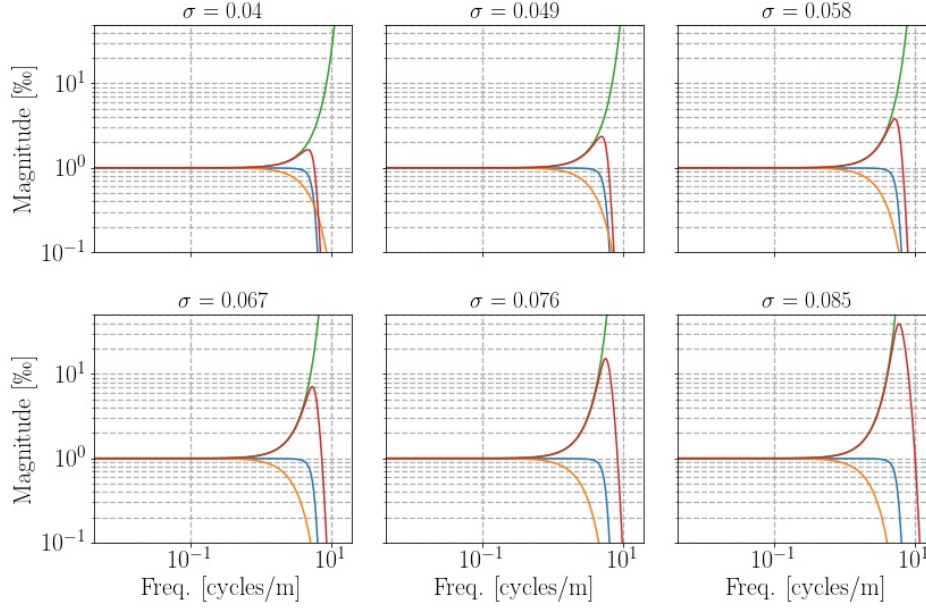 σ = 0.04
σ = 0.049
σ = 0.058
Magnitude [‰]
10^1
10^0
10^−1
σ = 0.067
σ = 0.076
σ = 0.085
Magnitude [‰]
10^1
10^0
10^−1
10^−1 10^1
10^−1 10^1
10^−1 10^1
Freq. [cycles/m]
Freq. [cycles/m]
Freq. [cycles/m]